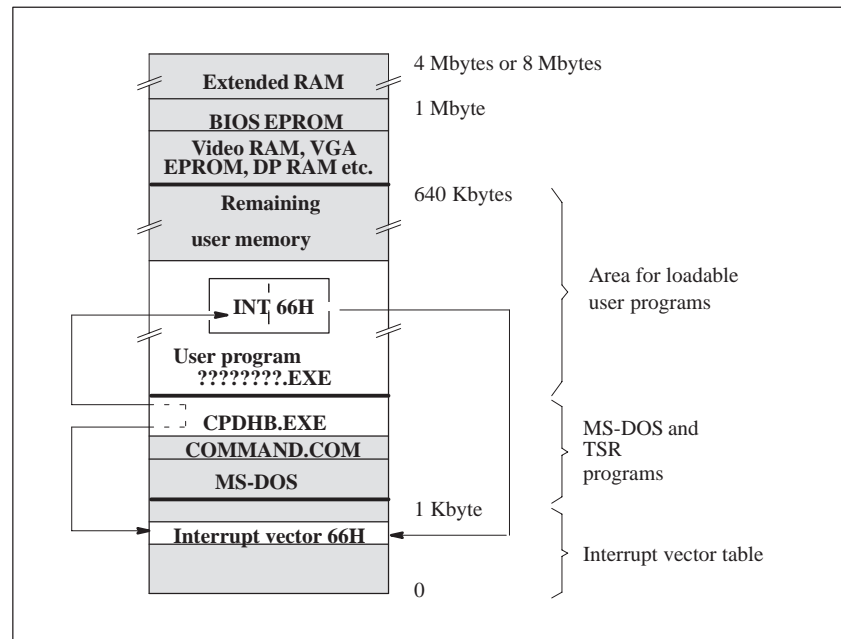 4 Mbytes or 8 Mbytes
Extended RAM
1 Mbyte
BIOS EPROM
Video RAM, VGA
EPROM, DP RAM etc.
640 Kbytes
Remaining
user memory
Area for loadable
user programs
INT 66H
User program
????????.EXE
CPDHB.EXE
MS-DOS and
TSR
programs
COMMAND.COM
MS-DOS
1 Kbyte
Interrupt vector 66H
Interrupt vector table
0